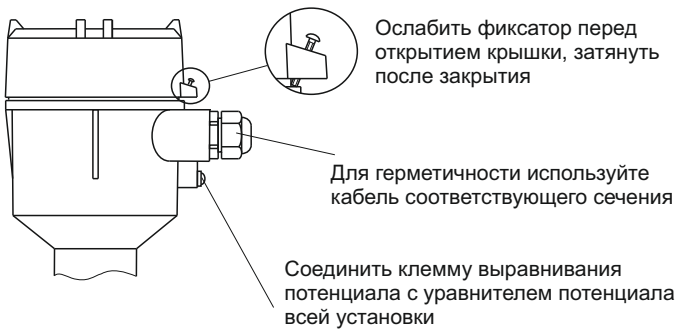 Ослабить фиксатор перед
открытием крышки, затянуть
после закрытия
Для герметичности используйте
кабель соответствующего сечения
Соединить клемму выравнивания
потенциала с уравнителем потенциала
всей установки